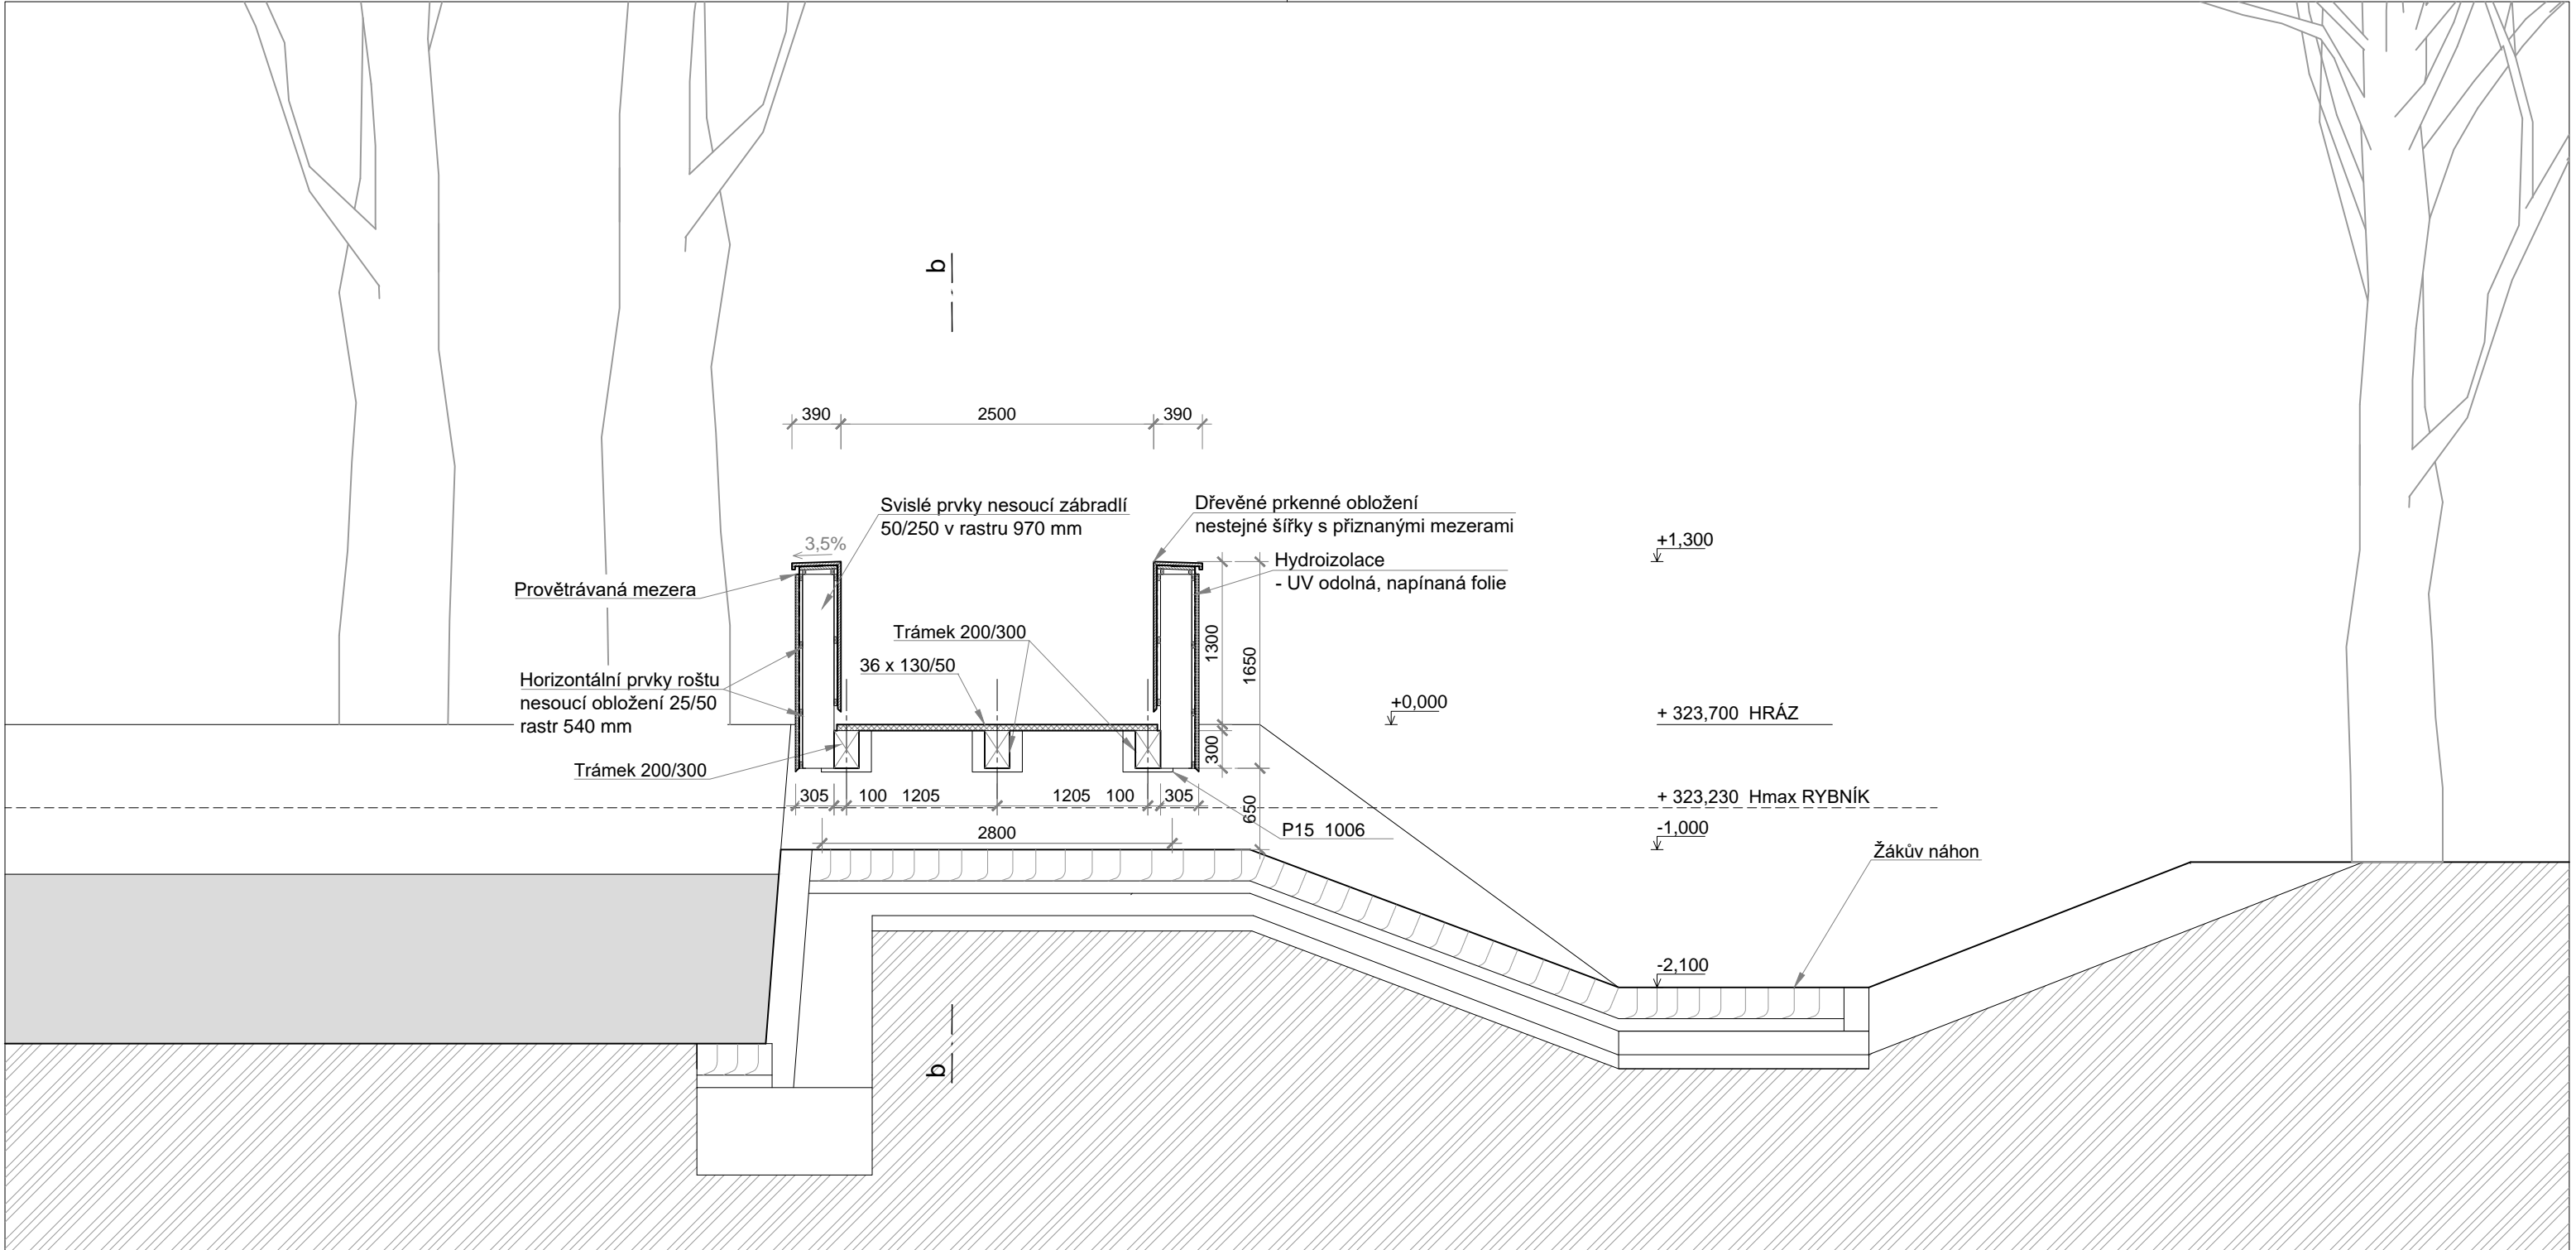 b
390
2500
390
Svislé prvky nesoucí zábradlí
50/250 v rastru 970 mm
Dřevěné prkenné obložení
nestejné šířky s přiznanými mezerami
3,5%
+1,300
Hydroizolace
- UV odolná, napínaná folie
Provětrávaná mezera
Trámek 200/300
36 x 130/50
1300
1650
Horizontální prvky roštu
nesoucí obložení 25/50
rastr 540 mm
+0,000
+ 323,700 HRÁZ
300
Trámek 200/300
305
100
1205
1205
100
305
650
+ 323,230 Hmax RYBNÍK
2800
P15 1006
-1,000
Žákův náhon
-2,100
b